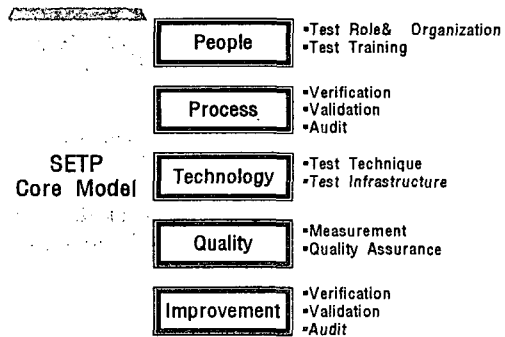 SETP
Core Model
People
▪Test Role& Organization
▪Test Training
Process
▪Verification
▪Validation
▪Audit
Technology
▪Test Technique
▪Test Infrastructure
Quality
▪Measurement
▪Quality Assurance
Improvement
▪Verification
▪Validation
▪Audit